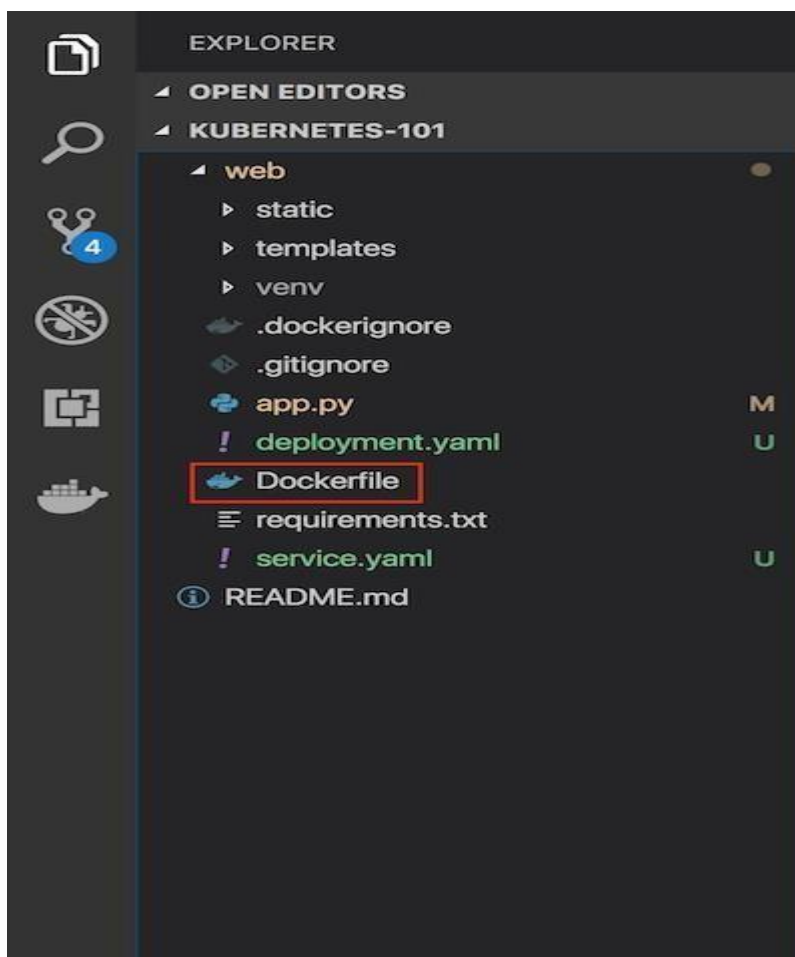 EXPLORER
OPEN EDITORS
KUBERNETES-101
web
static
templates
4
venv
.dockerignore
.gitignore
app.py M
deployment.yaml U
Dockerfile
requirements.txt
service.yaml U
README.md